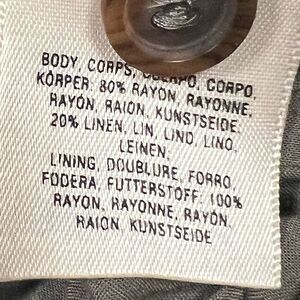 BODY, CORPS, CUERPO, CORPO,
KÖRPER: 80% RAYON, RAYONNE,
RAYÓN, RAION, KUNSTSEIDE.
20% LINEN, LIN, LINO, LINO,
LEINEN.
LINING, DOUBLURE, FORRO,
FODERA, FUTTERSTOFF: 100%
RAYON, RAYONNE, RAYÓN,
RAION, KUNSTSEIDE